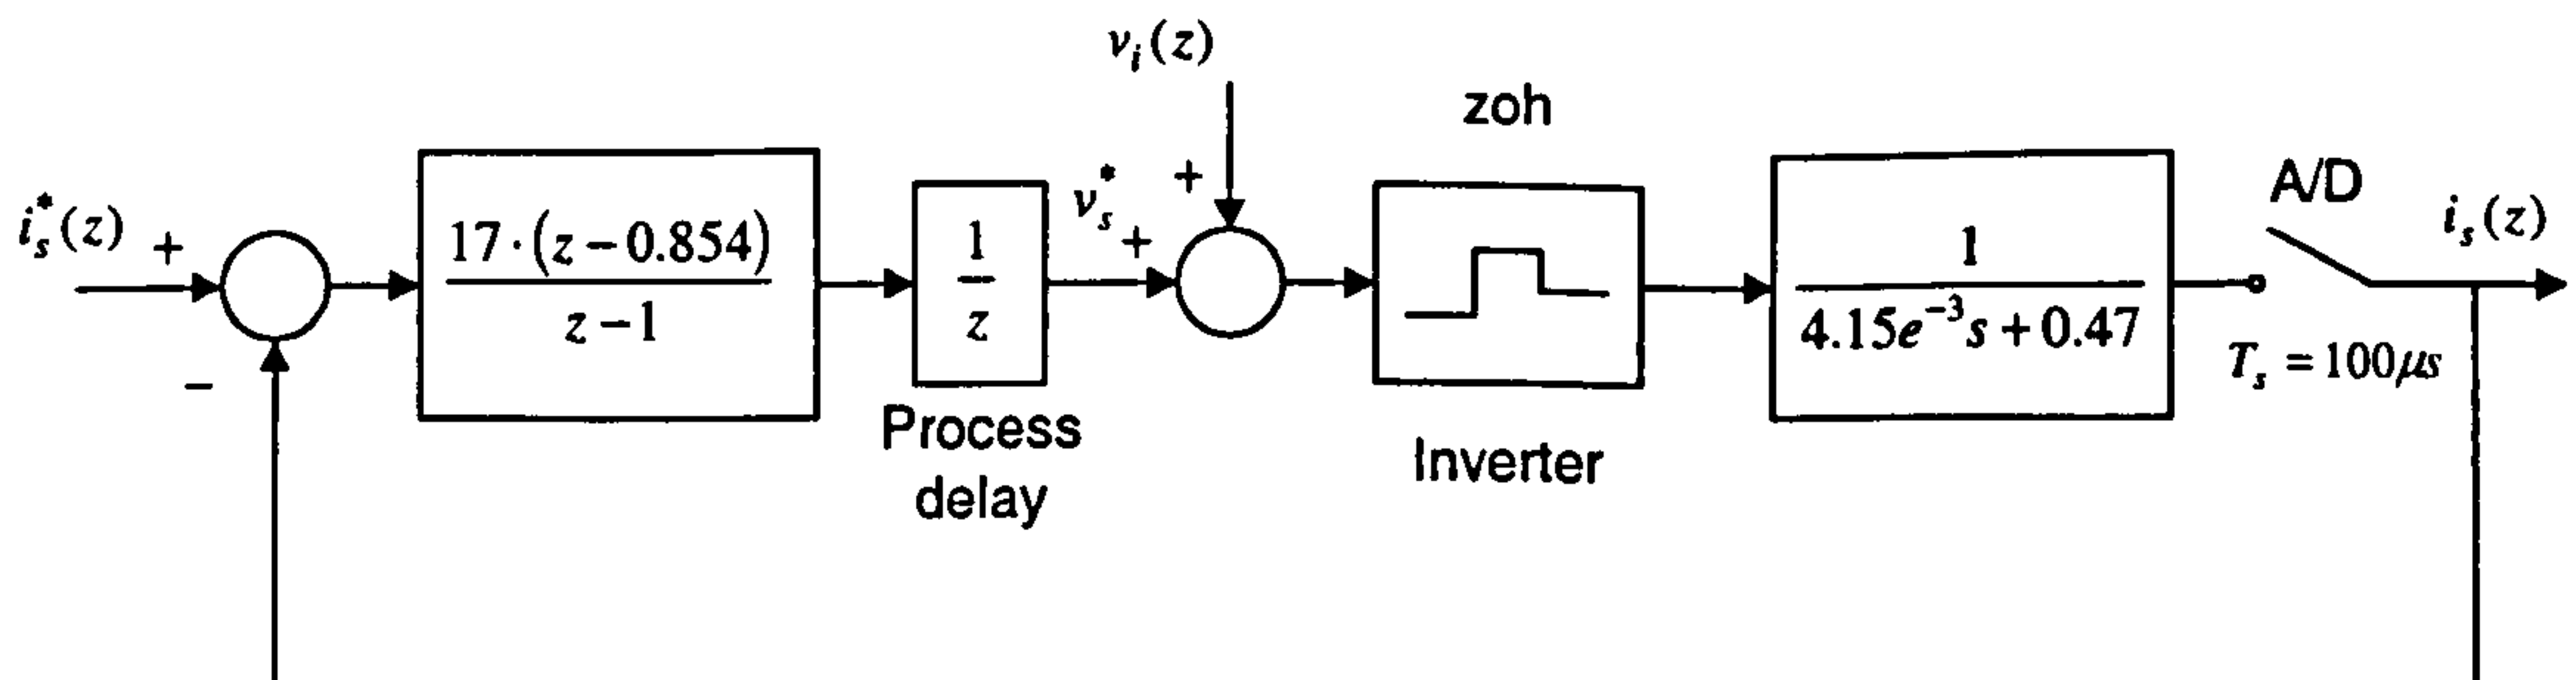 v_i(z)
zoh
A/D
i_s^*(z)
+
17·(z−0.854)
z−1
1
z
v_s^*
+
+
1
4.15e^{−3}s+0.47
i_s(z)
T_s = 100μs
−
Process
delay
Inverter